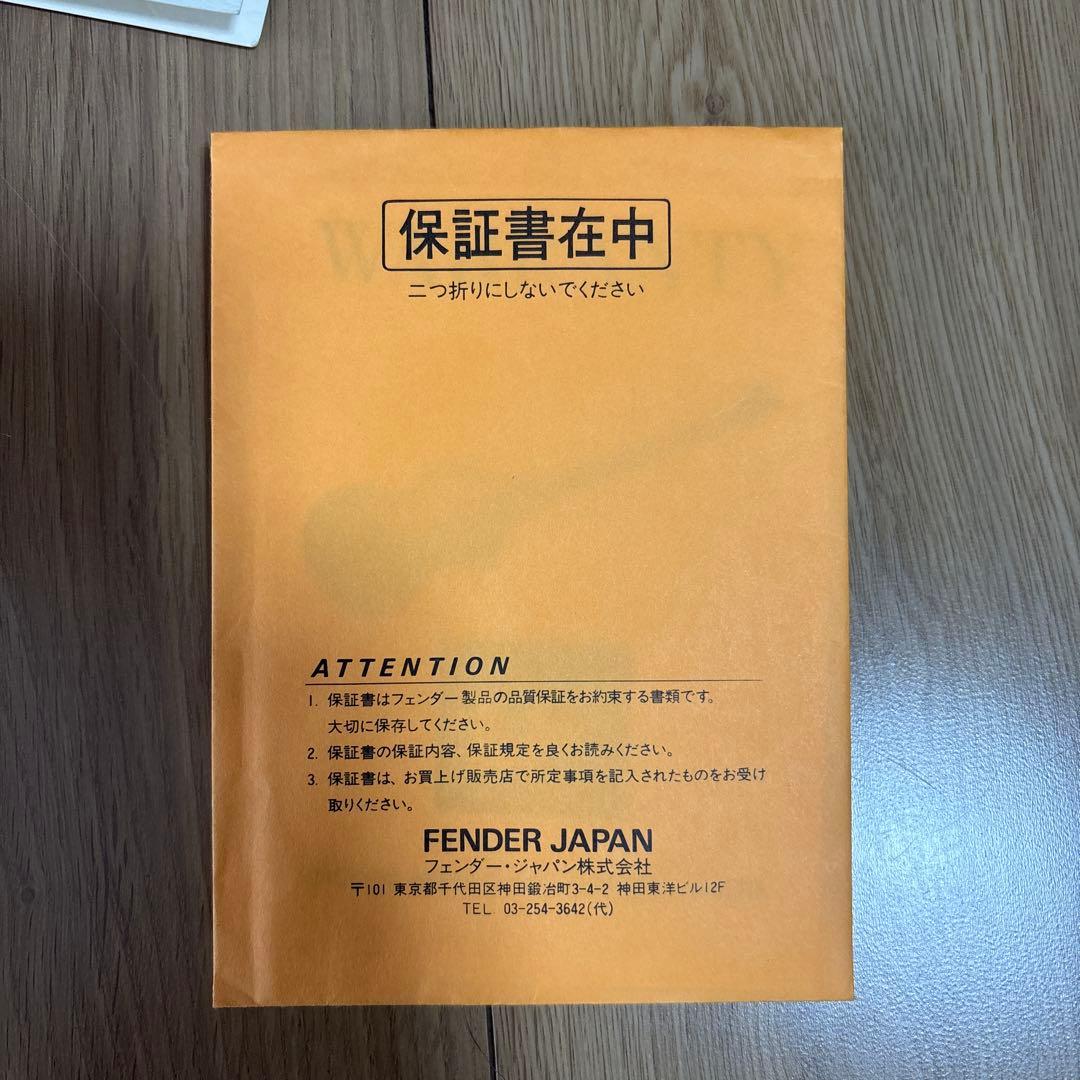 保証書在中
二つ折りにしないでください
ATTENTION
1. 保証書はフェンダー製品の品質保証をお約束する書類です。
大切に保存してください。
2. 保証書の保証内容、保証規定を良くお読みください。
3. 保証書は、お買上げ販売店で所定事項を記入されたものをお受け
取りください。
FENDER JAPAN
フェンダー・ジャパン株式会社
〒101 東京都千代田区神田鍛冶町3-4-2 神田東洋ビル12F
TEL 03-254-3642(代)